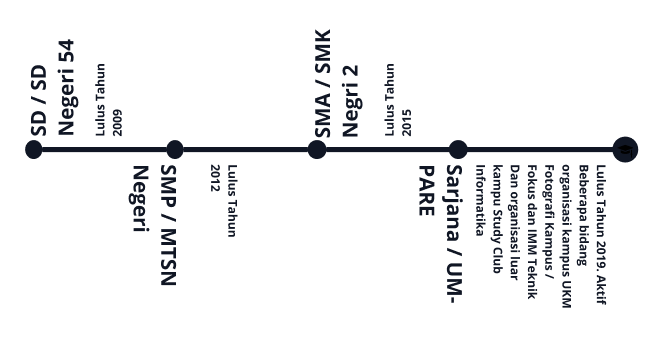 SD / SD
Negeri 54
Lulus Tahun
2009
SMP / MTSN
Negeri
Lulus Tahun
2012
SMA / SMK
Negri 2
Lulus Tahun
2015
Sarjana / UM-
PARE
Lulus Tahun 2019. Aktif
Beberapa bidang
organisasi kampus UKM
Fotografi Kampus /
Fokus dan IMM Teknik
Dan organisasi luar
kampu Study Club
Informatika